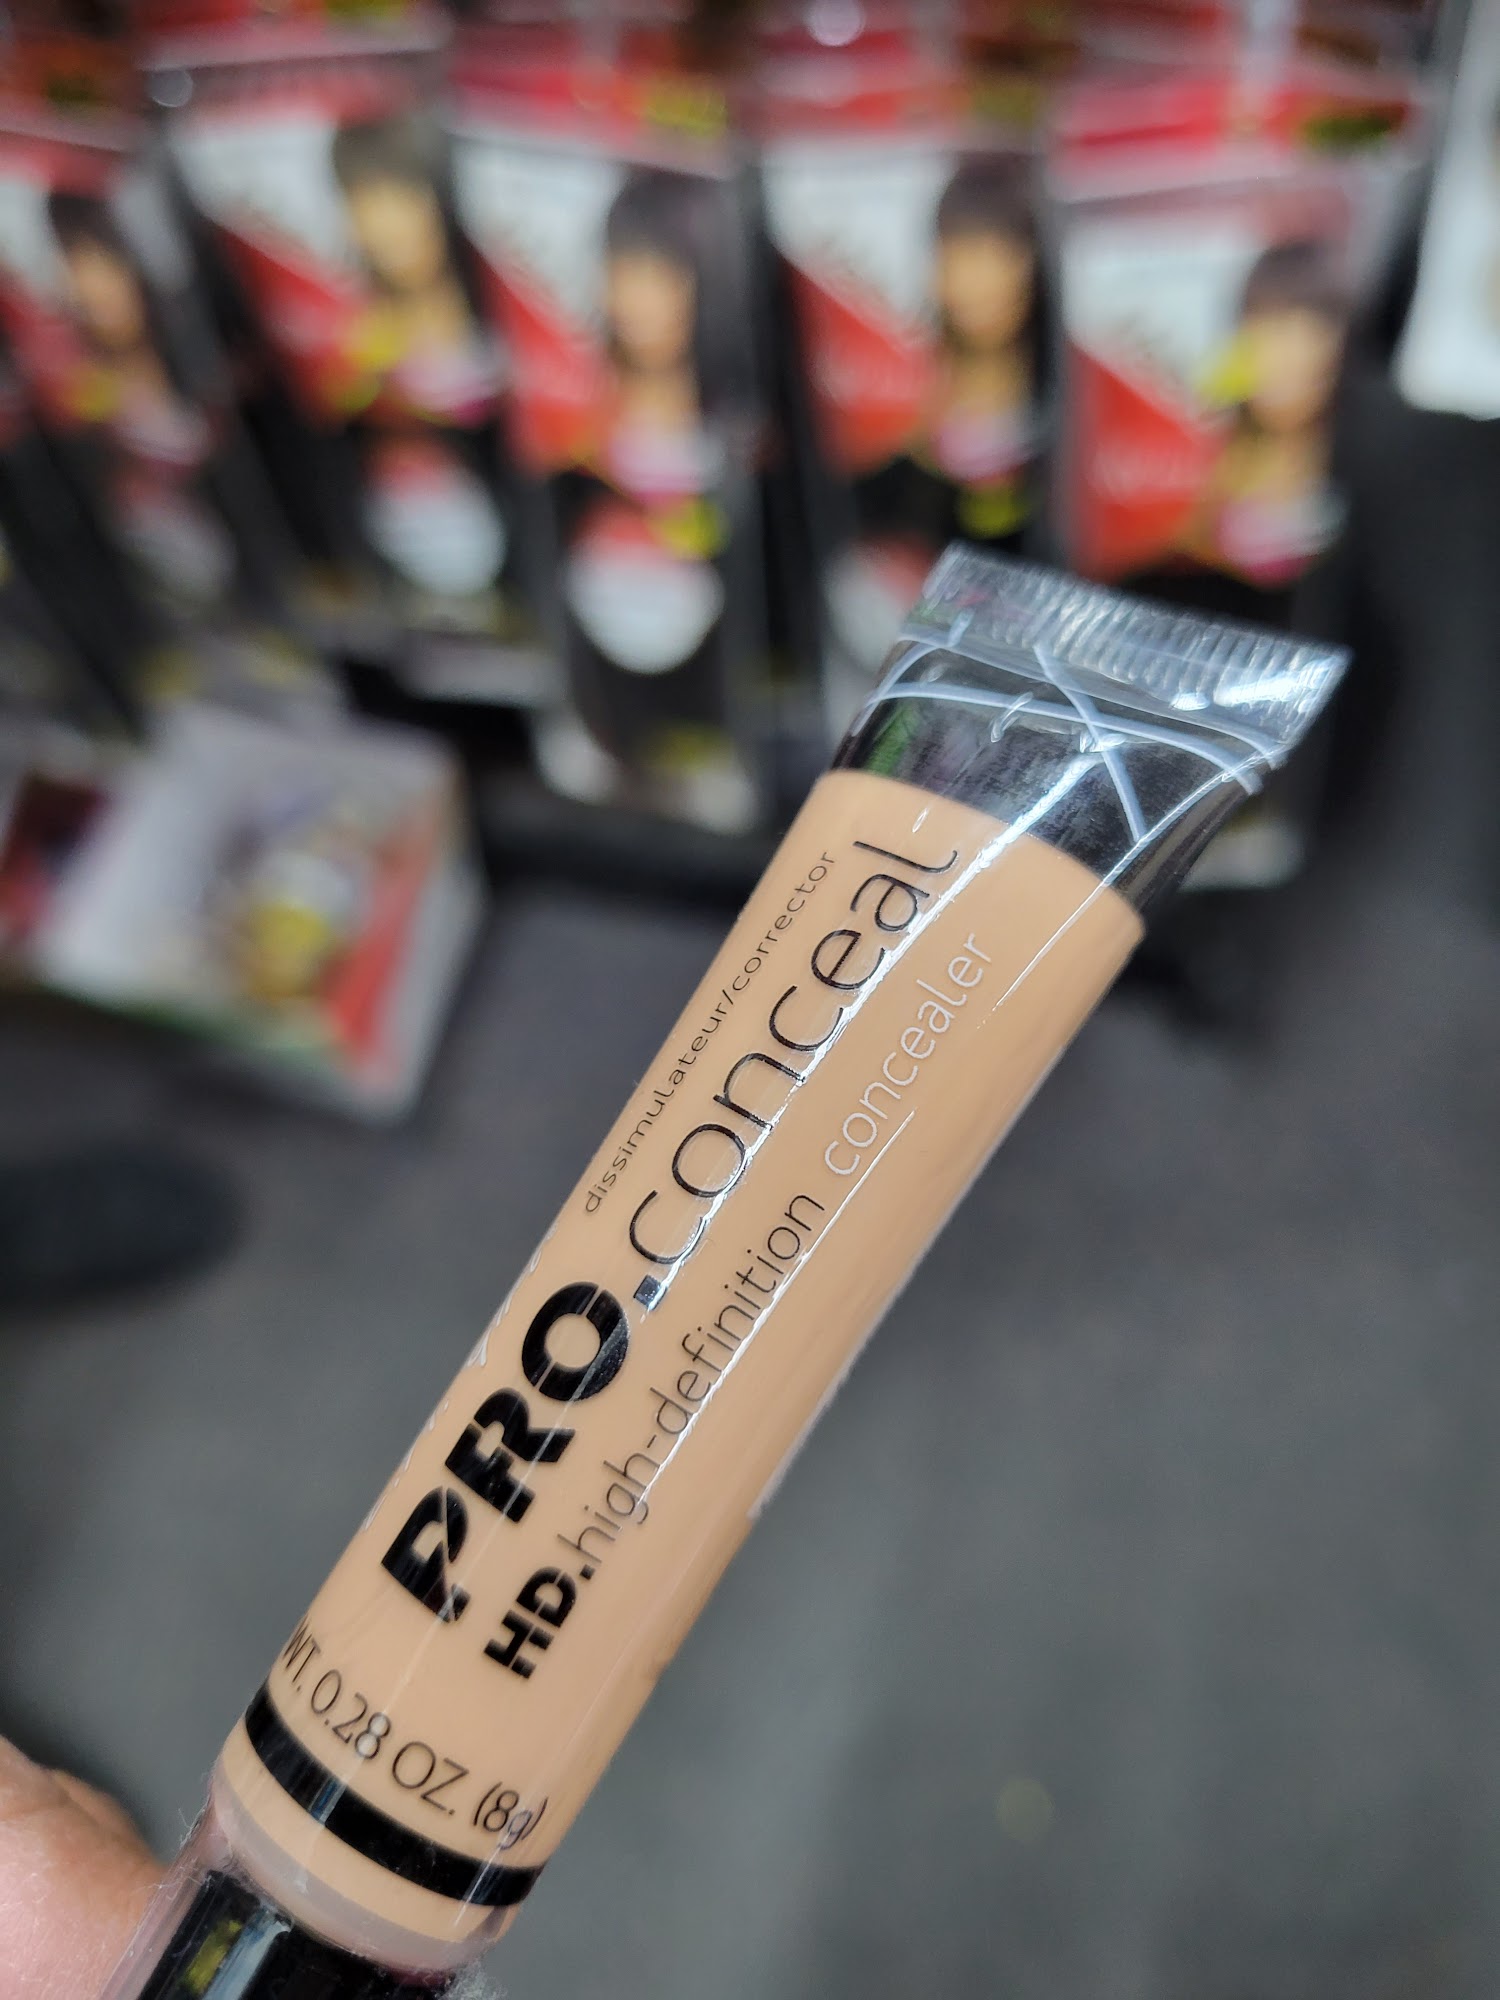 dissimulateur/corrector
PRO.conceal
HD.high-definition concealer
WT. 0.28 OZ. (8g)